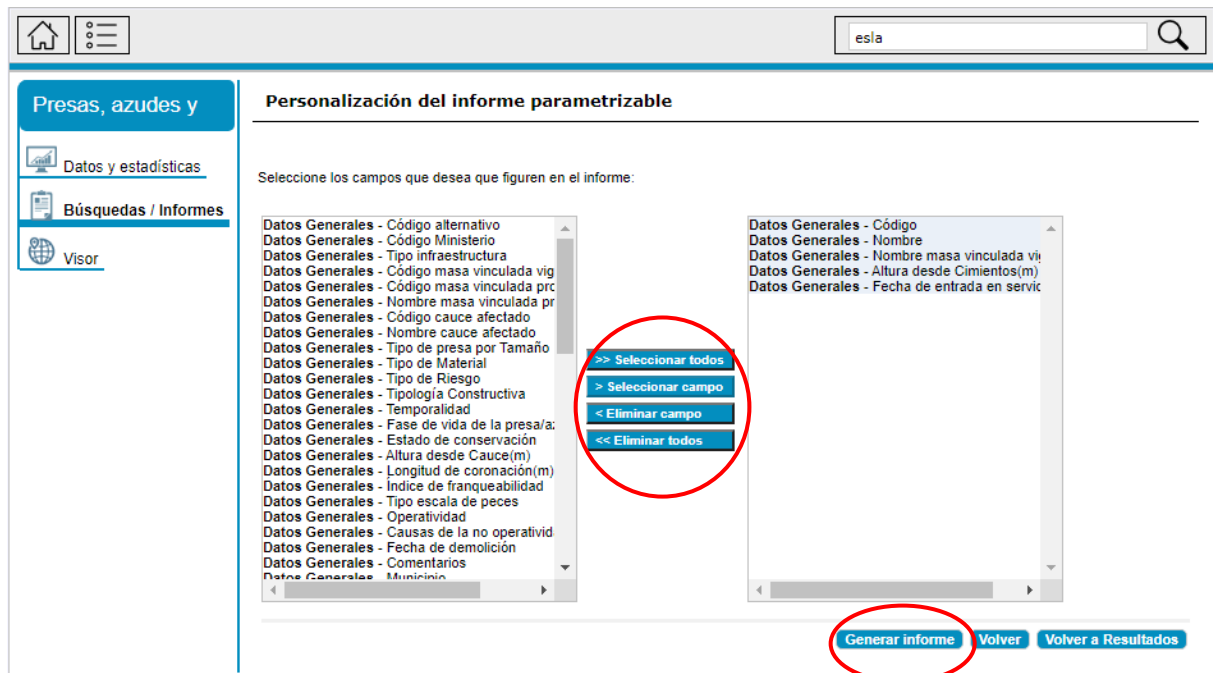 esla
Presas, azudes y
Personalización del informe parametrizable
Datos y estadísticas
Búsquedas / Informes
Visor
Seleccione los campos que desea que figuren en el informe:
Datos Generales - Código alternativo
Datos Generales - Código Ministerio
Datos Generales - Tipo infraestructura
Datos Generales - Código masa vinculada vig
Datos Generales - Código masa vinculada pro
Datos Generales - Nombre masa vinculada pr
Datos Generales - Código cauce afectado
Datos Generales - Nombre cauce afectado
Datos Generales - Tipo de presa por Tamaño
Datos Generales - Tipo de Material
Datos Generales - Tipo de Riesgo
Datos Generales - Tipología Constructiva
Datos Generales - Temporalidad
Datos Generales - Fase de vida de la presa/az
Datos Generales - Estado de conservación
Datos Generales - Altura desde Cauce(m)
Datos Generales - Longitud de coronación(m)
Datos Generales - Índice de franqueabilidad
Datos Generales - Tipo escala de peces
Datos Generales - Operatividad
Datos Generales - Causas de la no operativid
Datos Generales - Fecha de demolición
Datos Generales - Comentarios
Datos Generales - Municipio
>> Seleccionar todos
> Seleccionar campo
< Eliminar campo
<< Eliminar todos
Datos Generales - Código
Datos Generales - Nombre
Datos Generales - Nombre masa vinculada vig
Datos Generales - Altura desde Cimientos(m)
Datos Generales - Fecha de entrada en servic
Generar informe
Volver
Volver a Resultados